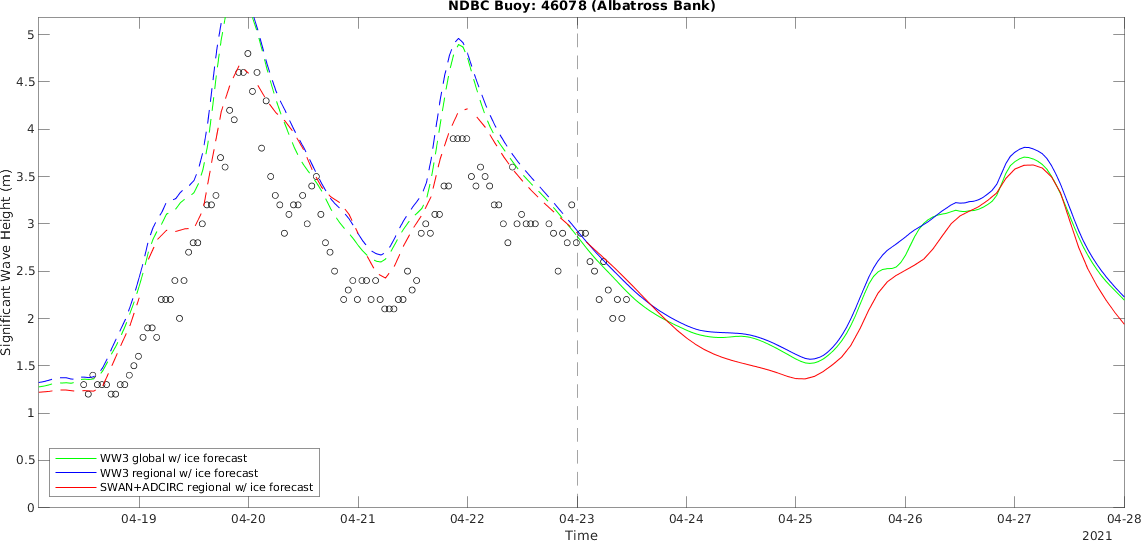 NDBC Buoy: 46078 (Albatross Bank)
5
4.5
4
3.5
3
2.5
2
1.5
1
0.5
0
Significant Wave Height (m)
WW3 global w/ ice forecast
WW3 regional w/ ice forecast
SWAN+ADCIRC regional w/ ice forecast
04-19 04-20 04-21 04-22 04-23 04-24 04-25 04-26 04-27 04-28
Time
2021